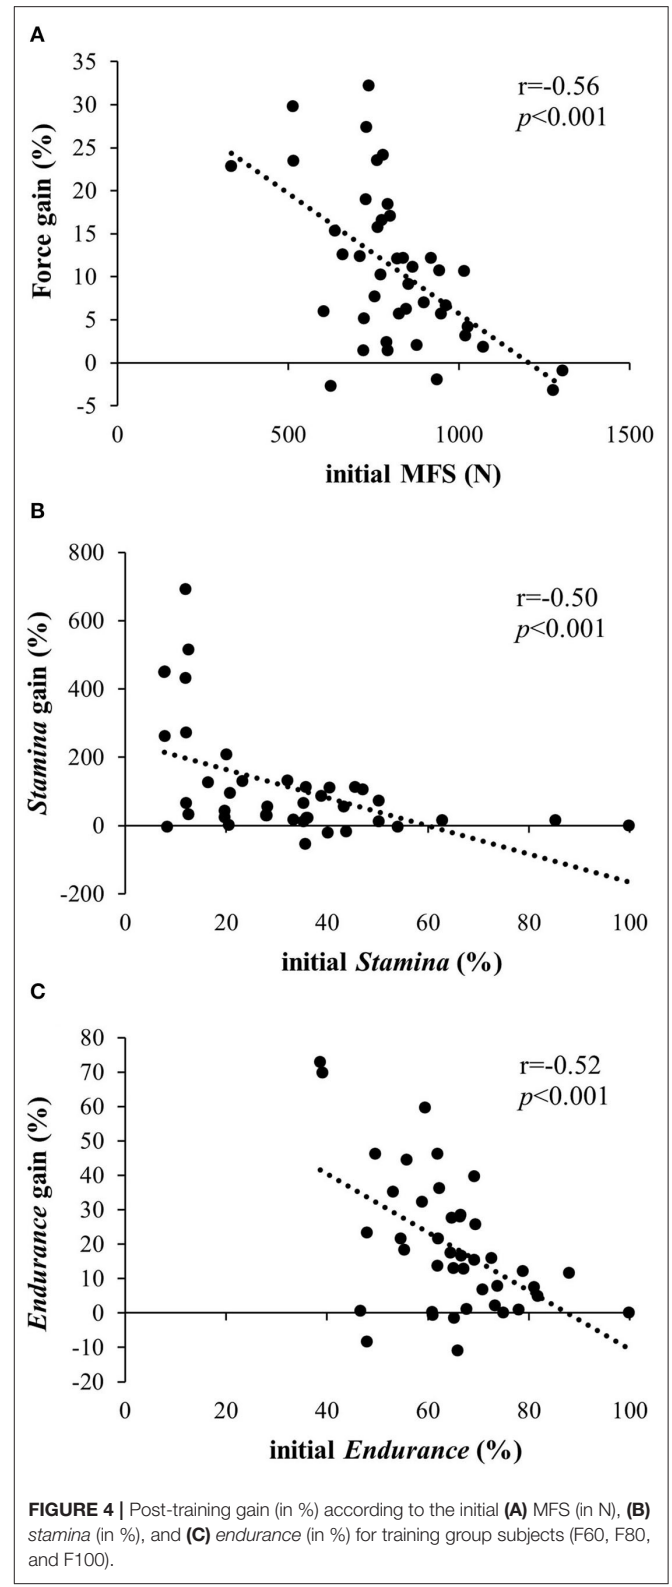 A
r=-0.56
p<0.001
Force gain (%)
35
30
25
20
15
10
5
0
-5
0 500 1000 1500
initial MFS (N)
B
r=-0.50
p<0.001
Stamina gain (%)
800
600
400
200
0
-200
0 20 40 60 80 100
initial Stamina (%)
C
r=-0.52
p<0.001
Endurance gain (%)
80
70
60
50
40
30
20
10
0
-10
-20
0 20 40 60 80 100
initial Endurance (%)
FIGURE 4 | Post-training gain (in %) according to the initial (A) MFS (in N), (B)
stamina (in %), and (C) endurance (in %) for training group subjects (F60, F80,
and F100).